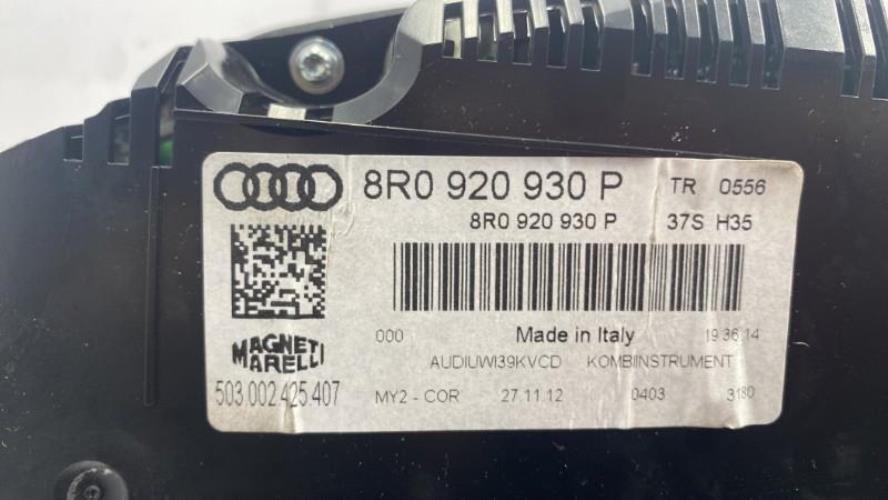 8R0 920 930 P TR 0556
8R0 920 930 P 37S H35
000 Made in Italy 19:36:14
MAGNETI MARELLI AUDIUWI39KVCD KOMBIINSTRUMENT
503.002.425.407 MY2 - COR 27.11.12 0403 3180